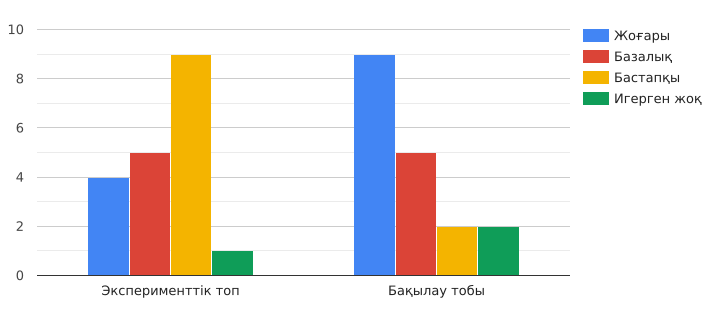 10
8
6
4
2
0
Эксперименттік топ
Бақылау тобы
Жоғары
Базалық
Бастапқы
Игерген жоқ